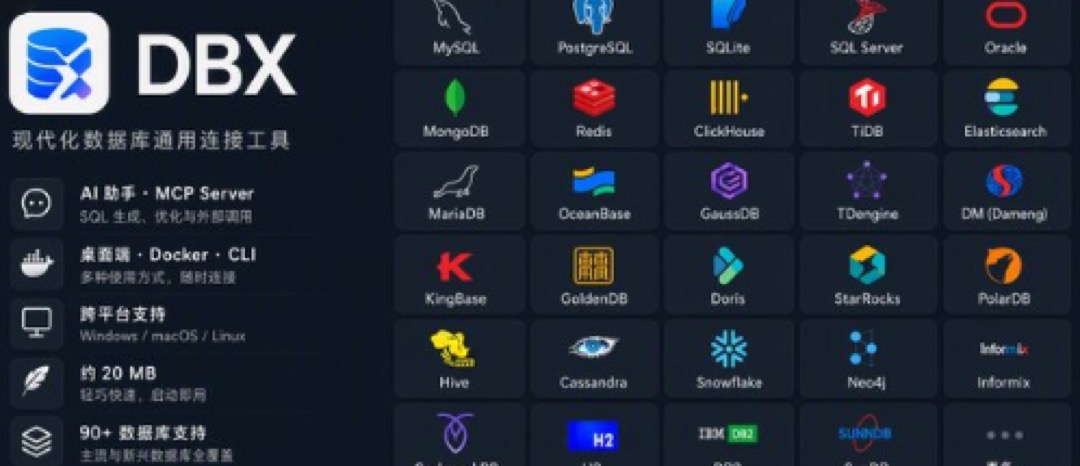 DBX
现代化数据库通用连接工具
AI 助手 · MCP Server
SQL 生成、优化与外部调用
桌面端 · Docker · CLI
多种使用方式，随时连接
跨平台支持
Windows / macOS / Linux
约 20 MB
轻巧快速，启动即用
90+ 数据库支持
主流与新兴数据库全覆盖
MySQL
PostgreSQL
SQLite
SQL Server
Oracle
MongoDB
Redis
ClickHouse
TiDB
Elasticsearch
MariaDB
OceanBase
GaussDB
TDengine
DM (Dameng)
KingBase
GoldenDB
Doris
StarRocks
PolarDB
Hive
Cassandra
Snowflake
Neo4j
Informix
Informix
H2
IBM DB2
SUNNDB